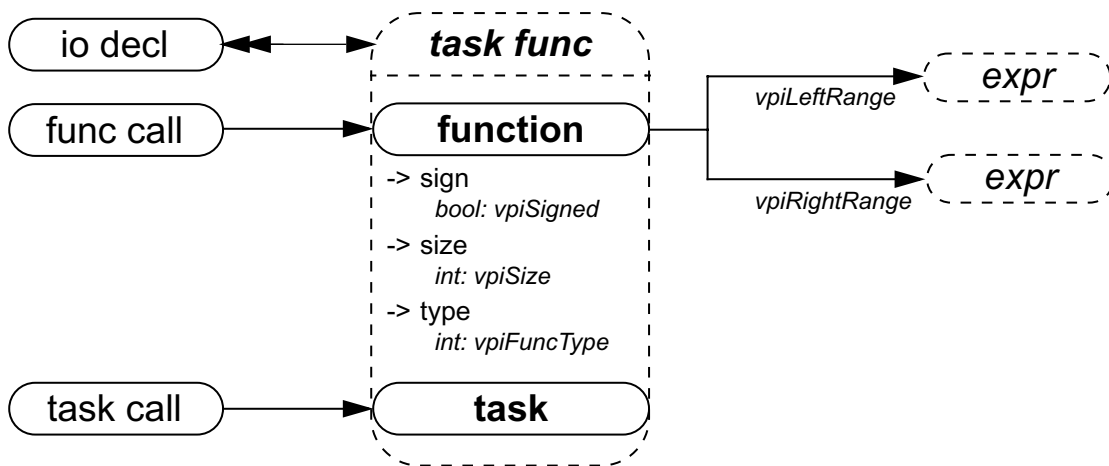 io decl
task func
expr
vpiLeftRange
func call
function
expr
vpiRightRange
-> sign
bool: vpiSigned
-> size
int: vpiSize
-> type
int: vpiFuncType
task call
task